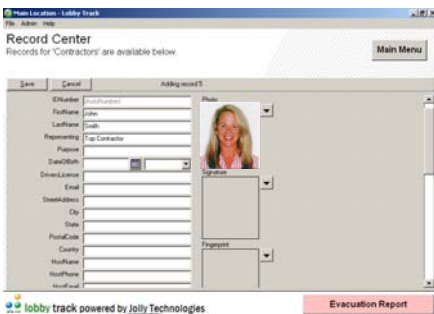 Main Location - Lobby Track
File Admin Help
Record Center
Records for 'Contractors' are available below.
Main Menu
Save Cancel Adding record 5
IDNumber (AutoNumber)
FirstName John
LastName Smith
Representing Top Contractor
Purpose
DateOfBirth
DriversLicense
Email
StreetAddress
City
State
PostalCode
Country
HostName
HostPhone
HostEmail
Photo
Signature
Fingerprint
lobby track powered by Jolly Technologies
Evacuation Report